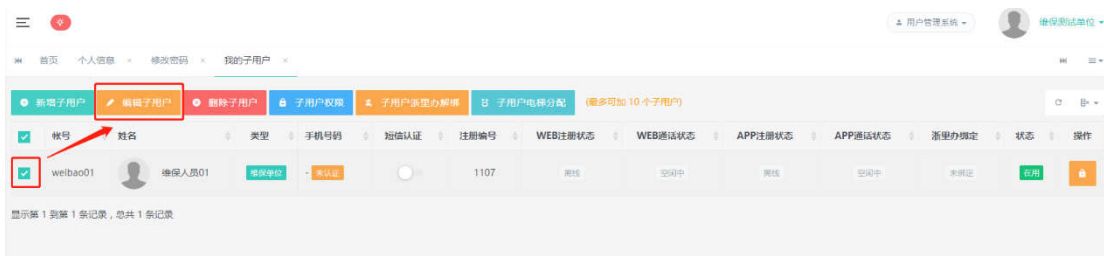 用户管理系统
维保测试单位
首页 个人信息 × 修改密码 × 我的子用户 ×
新增子用户 编辑子用户 删除子用户 子用户权限 子用户浙里办解绑 子用户电梯分配 (最多可加 10 个子用户)
帐号 姓名 类型 手机号码 短信认证 注册编号 WEB注册状态 WEB通话状态 APP注册状态 APP通话状态 浙里办绑定 状态 操作
weibao01 维保人员01 维保单位 - 未认证 1107 离线 空闲中 离线 空闲中 未绑定 在用
显示第 1 到第 1 条记录，总共 1 条记录